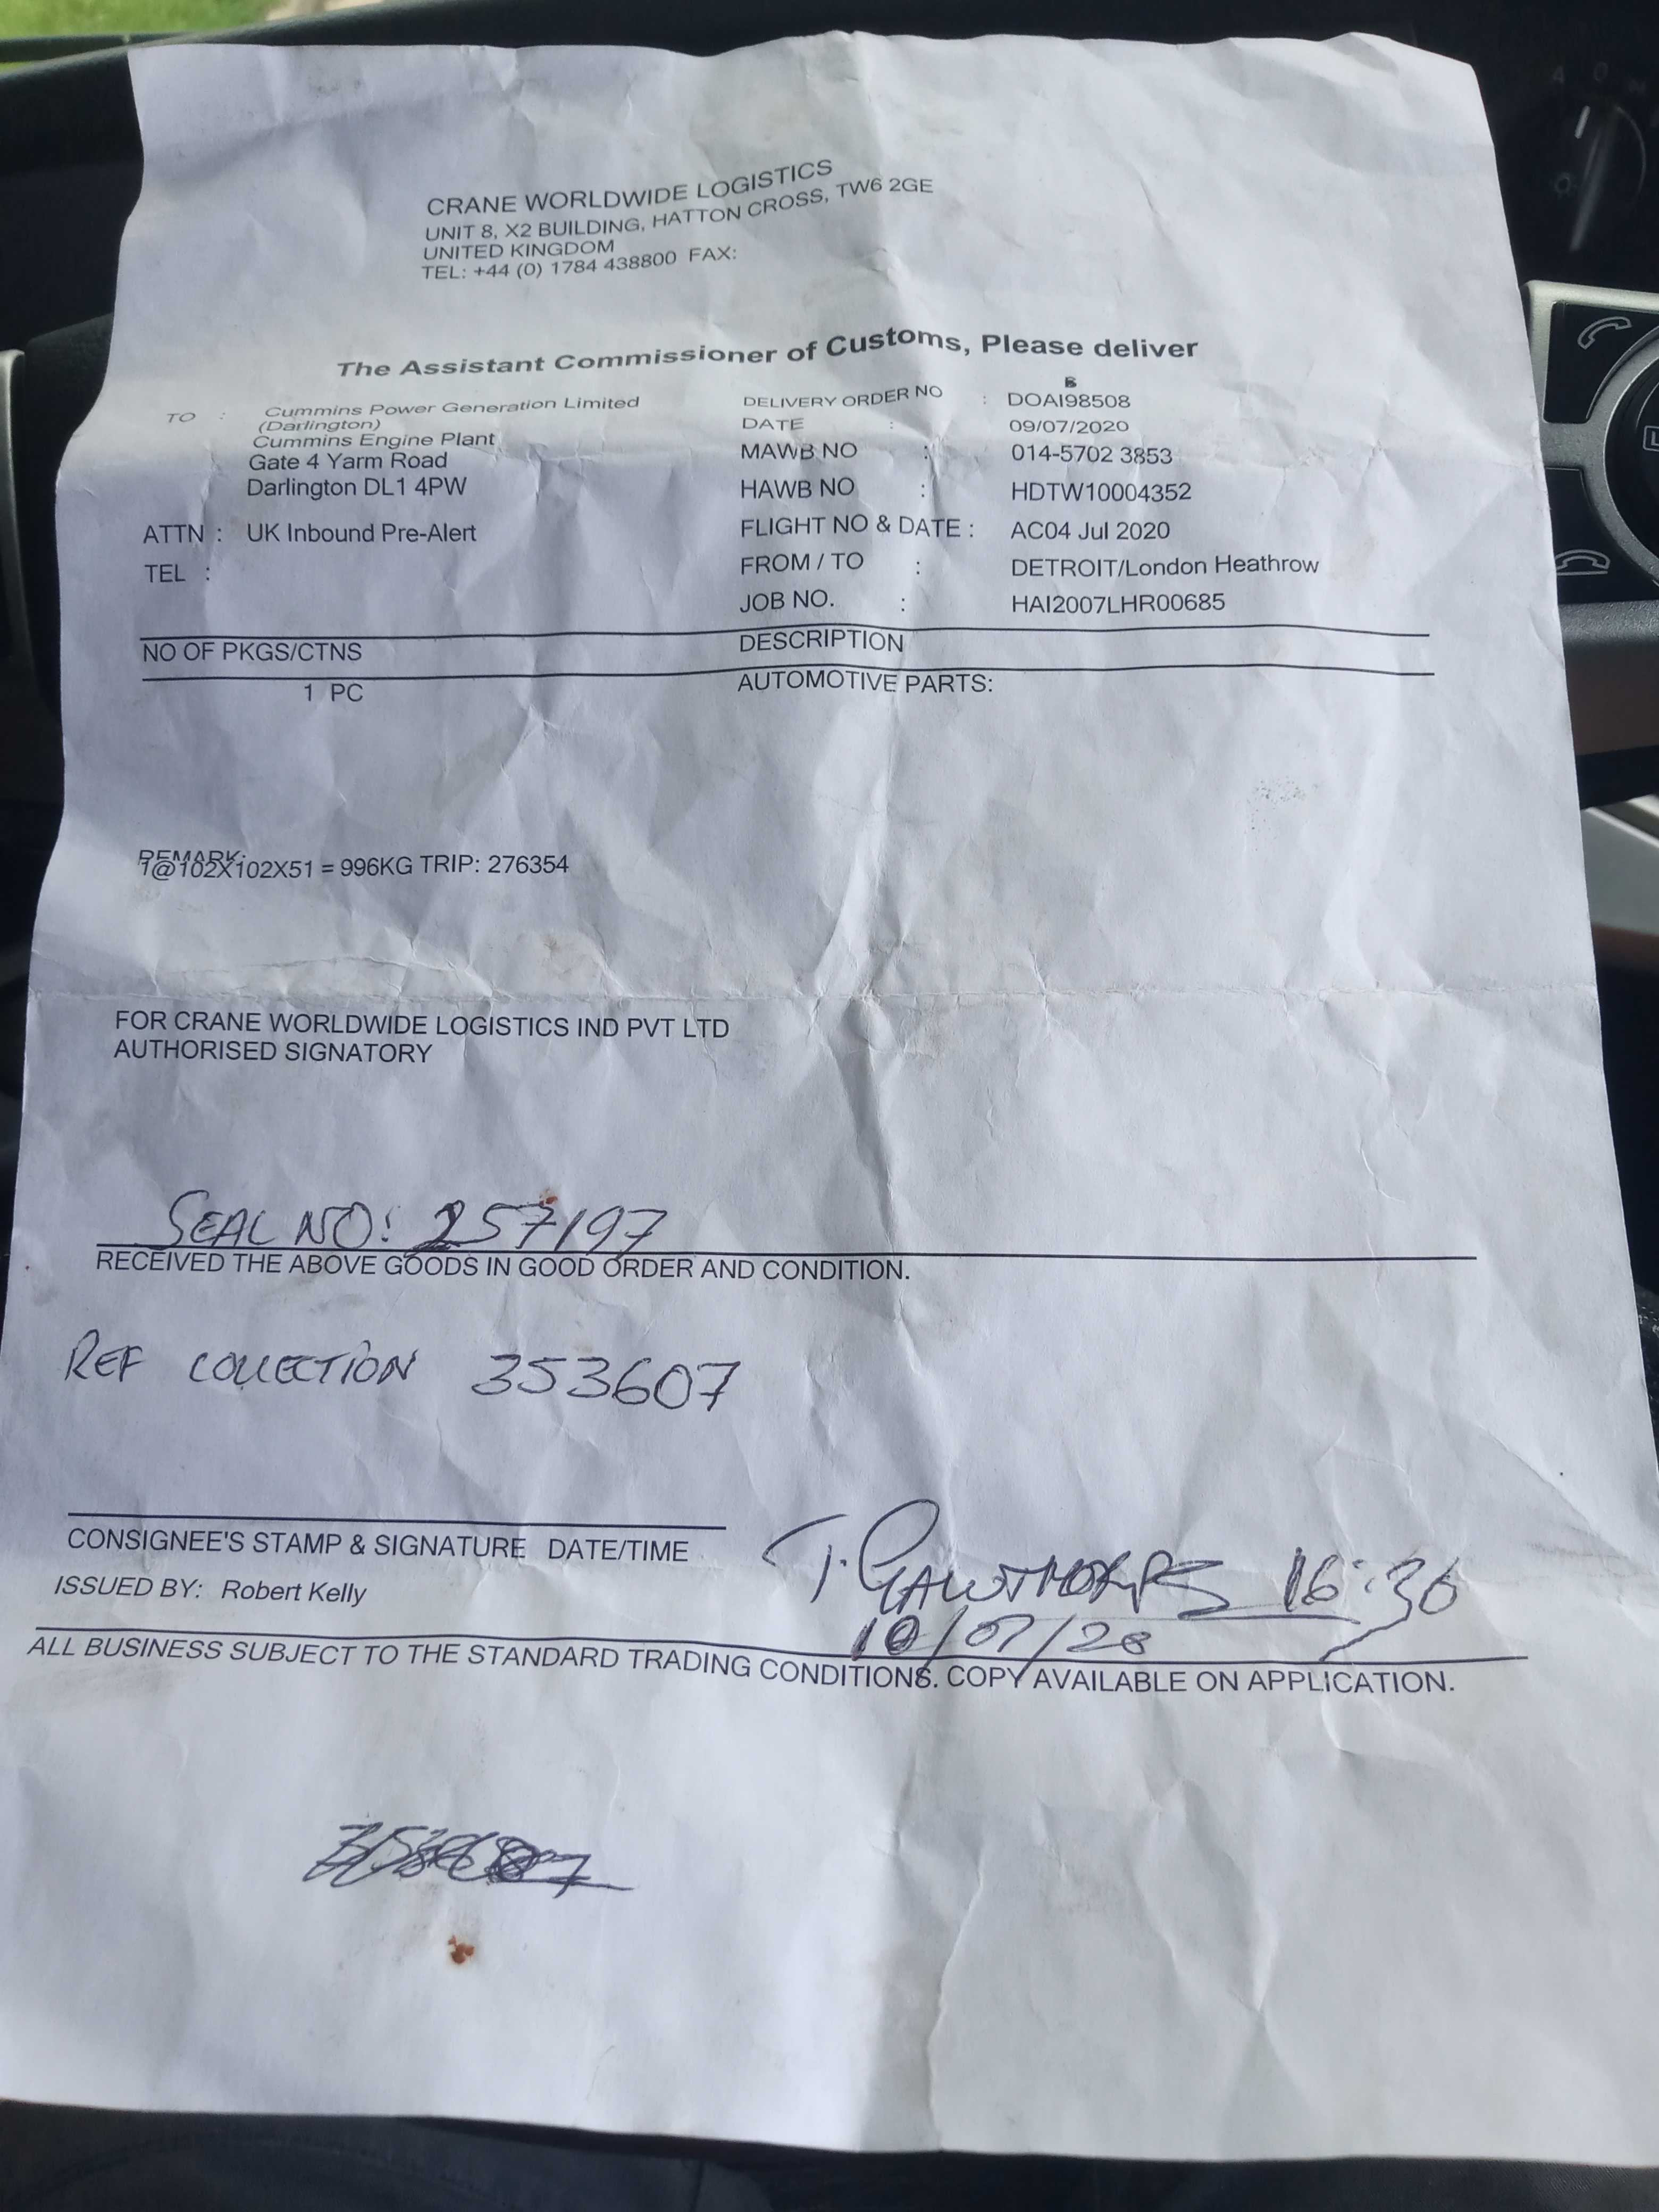 CRANE WORLDWIDE LOGISTICS
UNIT 8, X2 BUILDING, HATTON CROSS, TW6 2GE
UNITED KINGDOM
TEL: +44 (0) 1784 438800 FAX:
The Assistant Commissioner of Customs, Please deliver
TO : Cummins Power Generation Limited
(Darlington)
Cummins Engine Plant
Gate 4 Yarm Road
Darlington DL1 4PW
ATTN : UK Inbound Pre-Alert
TEL :
B
DELIVERY ORDER NO : DOAI98508
DATE : 09/07/2020
MAWB NO : 014-5702 3853
HAWB NO : HDTW10004352
FLIGHT NO & DATE : AC04 Jul 2020
FROM / TO : DETROIT/London Heathrow
JOB NO. : HAI2007LHR00685
NO OF PKGS/CTNS DESCRIPTION
1 PC AUTOMOTIVE PARTS:
REMARK:
1@102X102X51 = 996KG TRIP: 276354
FOR CRANE WORLDWIDE LOGISTICS IND PVT LTD
AUTHORISED SIGNATORY
SEAL NO: 257197
RECEIVED THE ABOVE GOODS IN GOOD ORDER AND CONDITION.
REF COLLECTION 353607
CONSIGNEE'S STAMP & SIGNATURE DATE/TIME
T. GAWTHORPE 16:30
ISSUED BY: Robert Kelly
10/07/20
ALL BUSINESS SUBJECT TO THE STANDARD TRADING CONDITIONS. COPY AVAILABLE ON APPLICATION.